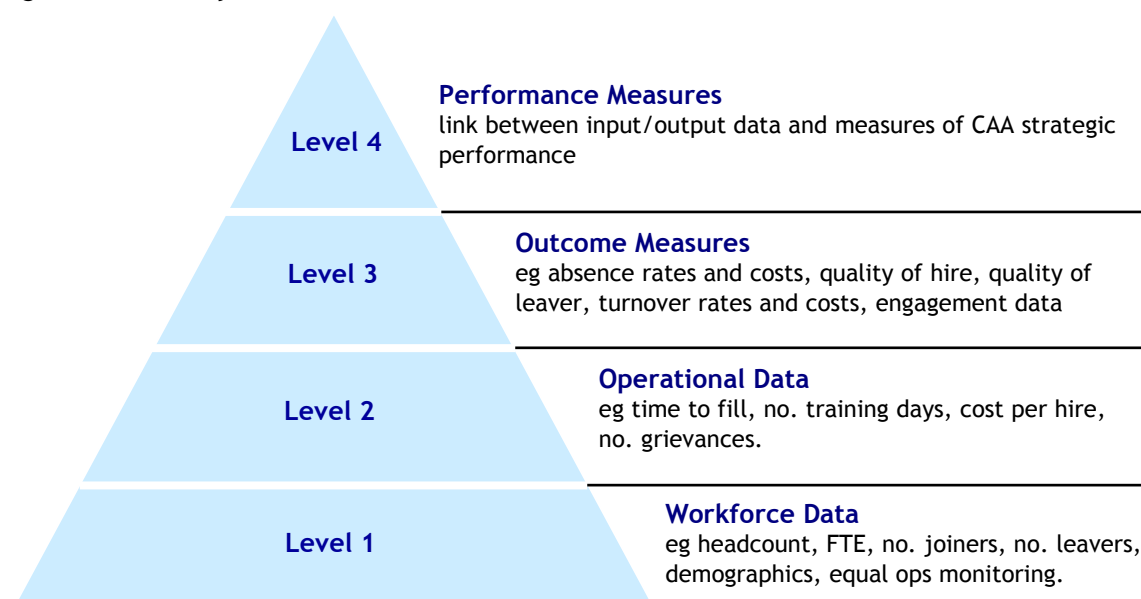 Performance Measures
link between input/output data and measures of CAA strategic
performance
Level 4
Outcome Measures
eg absence rates and costs, quality of hire, quality of
leaver, turnover rates and costs, engagement data
Level 3
Operational Data
eg time to fill, no. training days, cost per hire,
no. grievances.
Level 2
Workforce Data
eg headcount, FTE, no. joiners, no. leavers,
demographics, equal ops monitoring.
Level 1